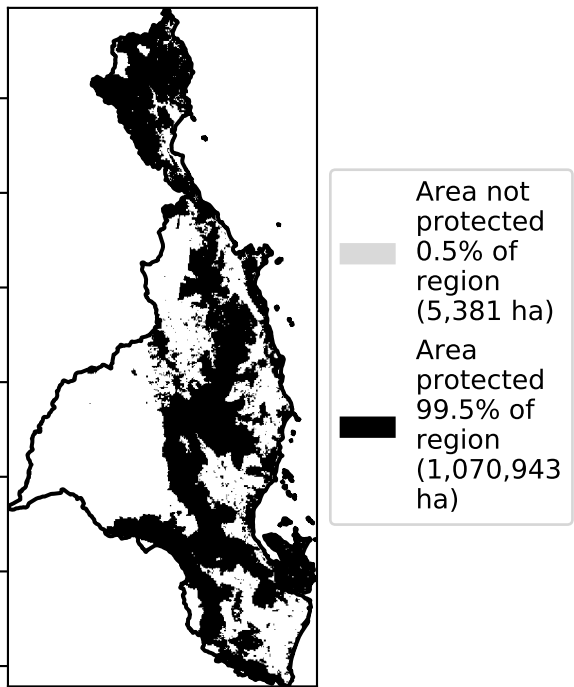 Area not
protected
0.5% of
region
(5,381 ha)
Area
protected
99.5% of
region
(1,070,943
ha)